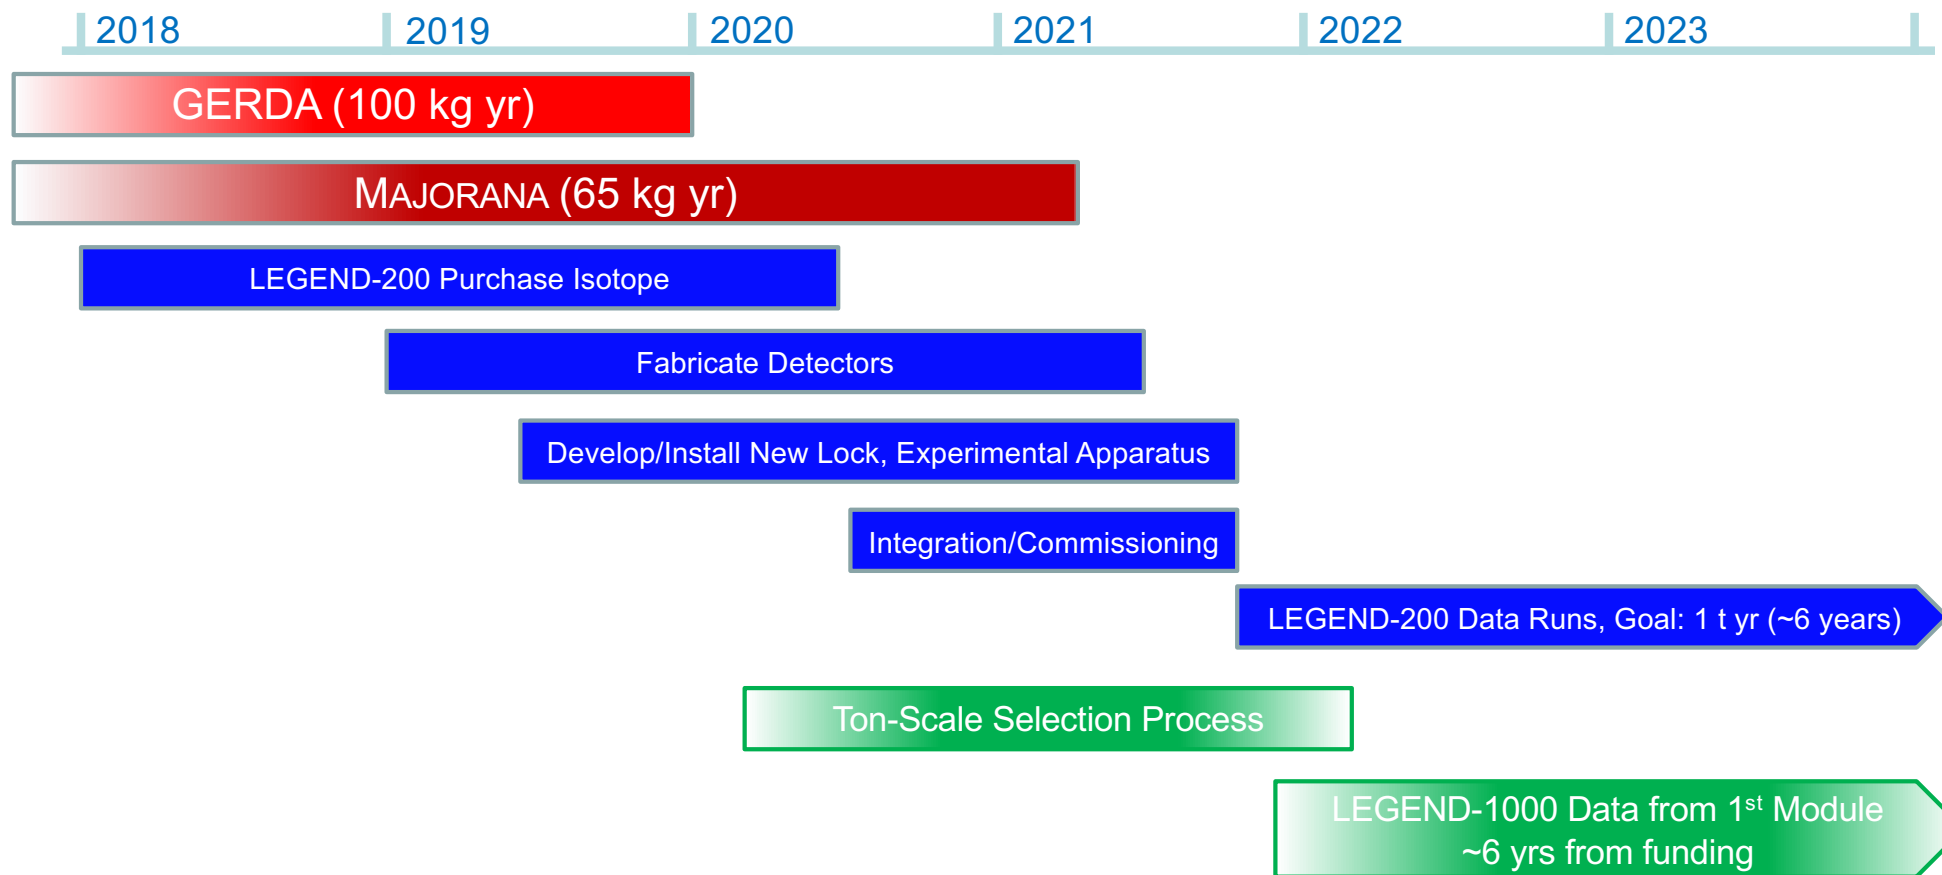 2018 2019 2020 2021 2022 2023
GERDA (100 kg yr)
MAJORANA (65 kg yr)
LEGEND-200 Purchase Isotope
Fabricate Detectors
Develop/Install New Lock, Experimental Apparatus
Integration/Commissioning
LEGEND-200 Data Runs, Goal: 1 t yr (~6 years)
Ton-Scale Selection Process
LEGEND-1000 Data from 1st Module
~6 yrs from funding